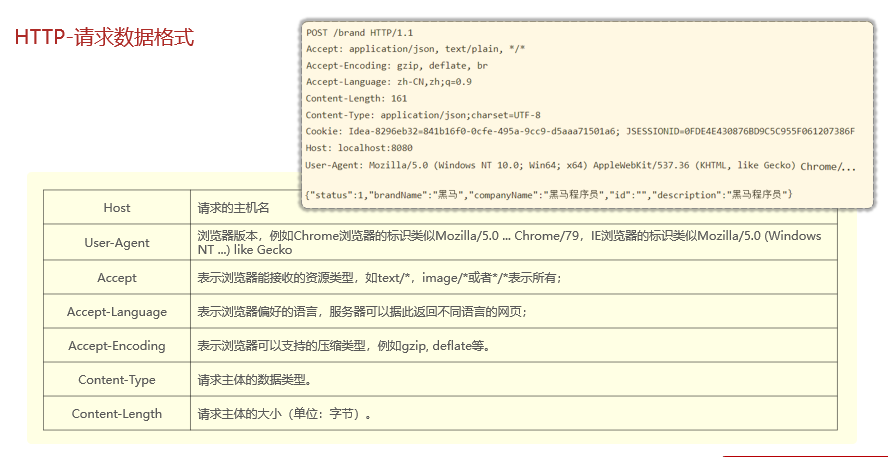 HTTP-请求数据格式
POST /brand HTTP/1.1
Accept: application/json, text/plain, */*
Accept-Encoding: gzip, deflate, br
Accept-Language: zh-CN,zh;q=0.9
Content-Length: 161
Content-Type: application/json;charset=UTF-8
Cookie: Idea-8296eb32=841b16f0-0cfe-495a-9cc9-d5aaa71501a6; JSESSIONID=0FDE4E430876BD9C5C955F061207386F
Host: localhost:8080
User-Agent: Mozilla/5.0 (Windows NT 10.0; Win64; x64) AppleWebKit/537.36 (KHTML, like Gecko) Chrome/...
{"status":1,"brandName":"黑马","companyName":"黑马程序员","id":"","description":"黑马程序员"}
Host 请求的主机名
User-Agent 浏览器版本，例如Chrome浏览器的标识类似Mozilla/5.0 ... Chrome/79，IE浏览器的标识类似Mozilla/5.0 (Windows
NT ...) like Gecko
Accept 表示浏览器能接收的资源类型，如text/*，image/*或者*/*表示所有；
Accept-Language 表示浏览器偏好的语言，服务器可以据此返回不同语言的网页；
Accept-Encoding 表示浏览器可以支持的压缩类型，例如gzip, deflate等。
Content-Type 请求主体的数据类型。
Content-Length 请求主体的大小（单位：字节）。